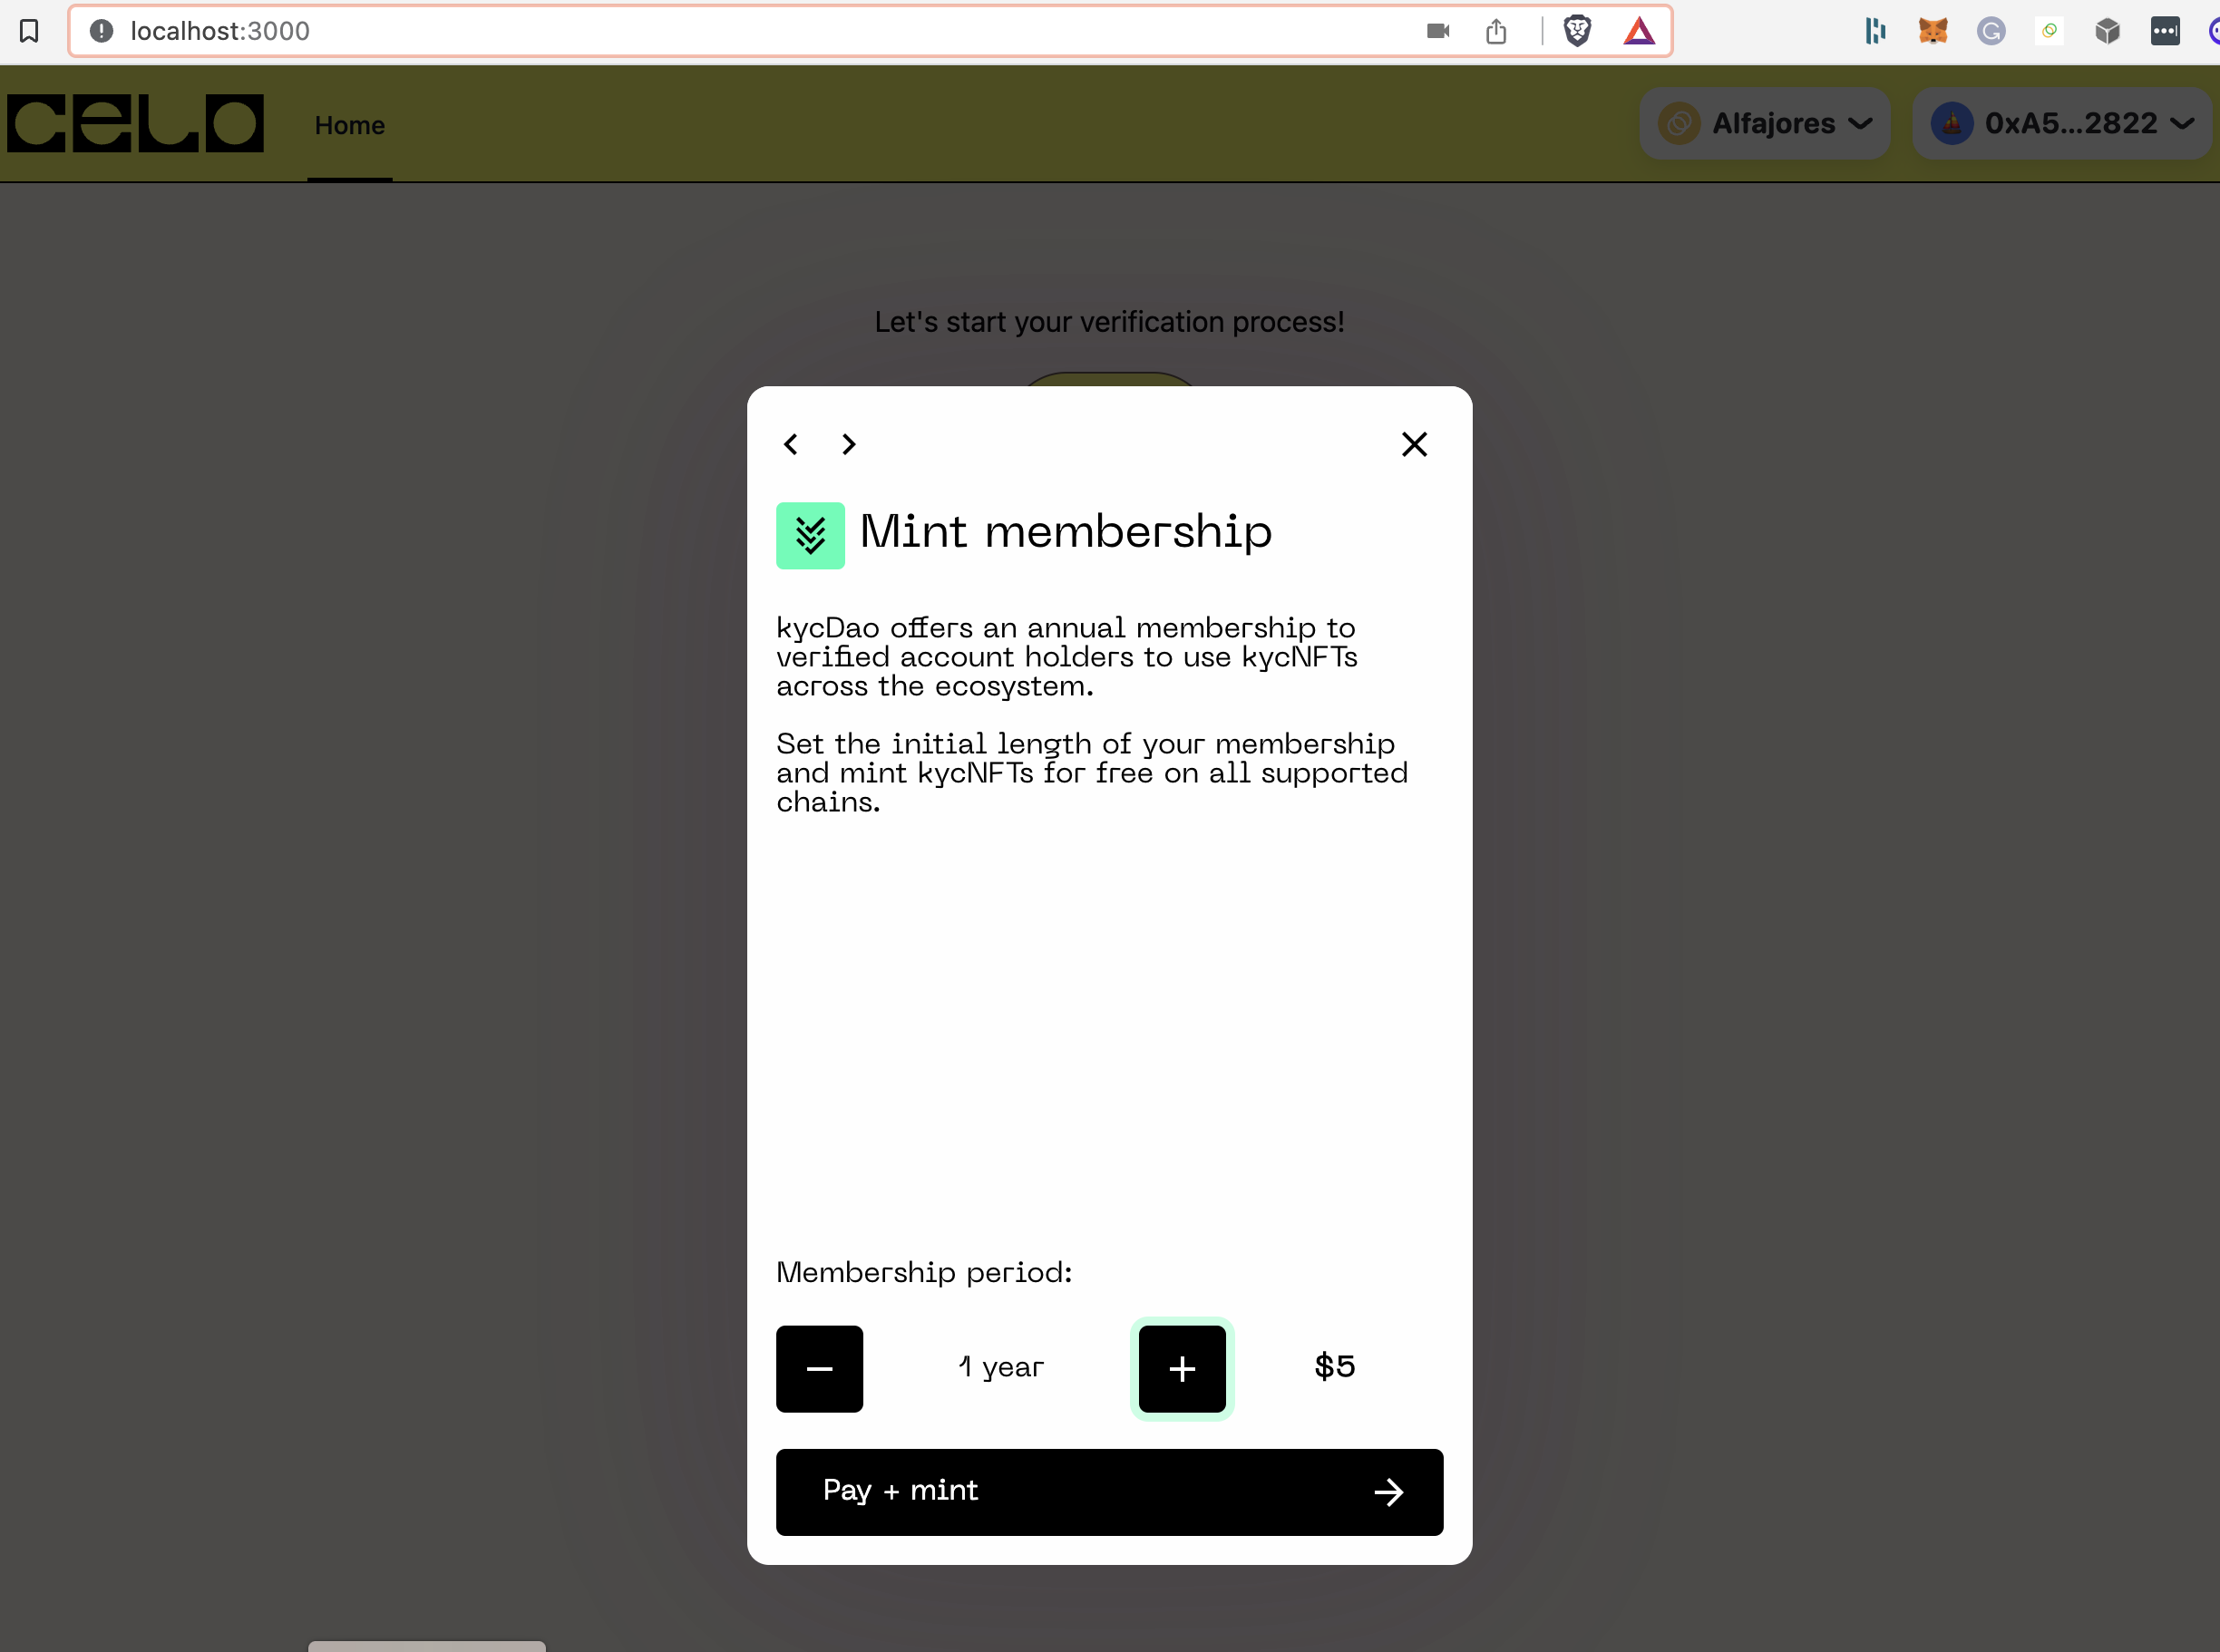 localhost:3000
CELO
Home
Alfajores
0xA5...2822
Let's start your verification process!
Mint membership
kycDao offers an annual membership to
verified account holders to use kycNFTs
across the ecosystem.
Set the initial length of your membership
and mint kycNFTs for free on all supported
chains.
Membership period:
1 year
$5
Pay + mint